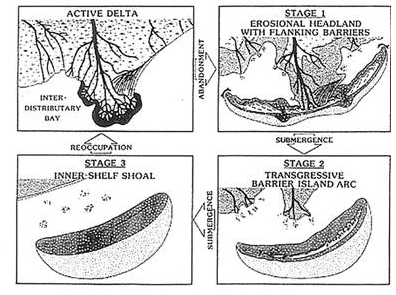 ACTIVE DELTA
INTER-
DISTRIBUTARY
BAY
ABANDONMENT
STAGE 1
EROSIONAL HEADLAND
WITH FLANKING BARRIERS
SUBMERGENCE
STAGE 2
TRANSGRESSIVE
BARRIER ISLAND ARC
SUBMERGENCE
STAGE 3
INNER-SHELF SHOAL
REOCCUPATION